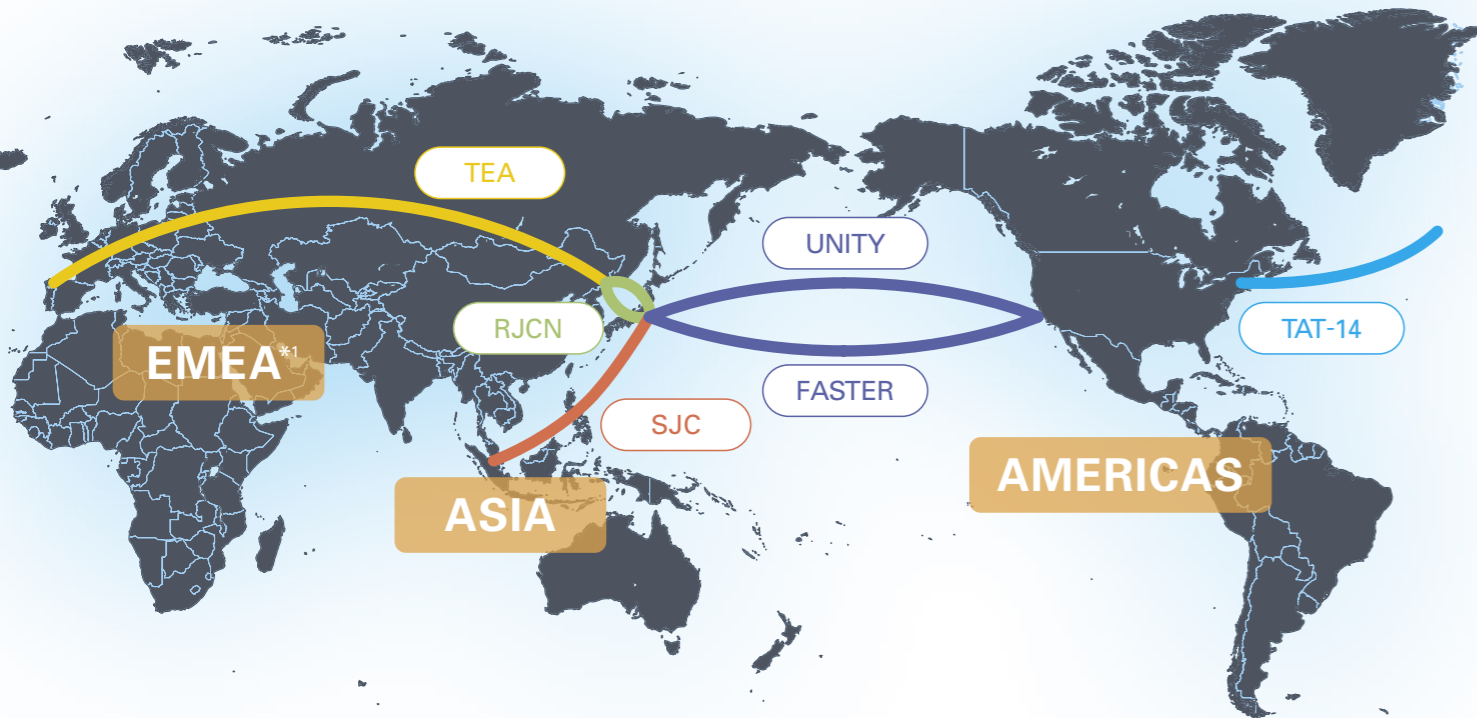 TEA
UNITY
RJCN
TAT-14
EMEA*1
FASTER
SJC
AMERICAS
ASIA